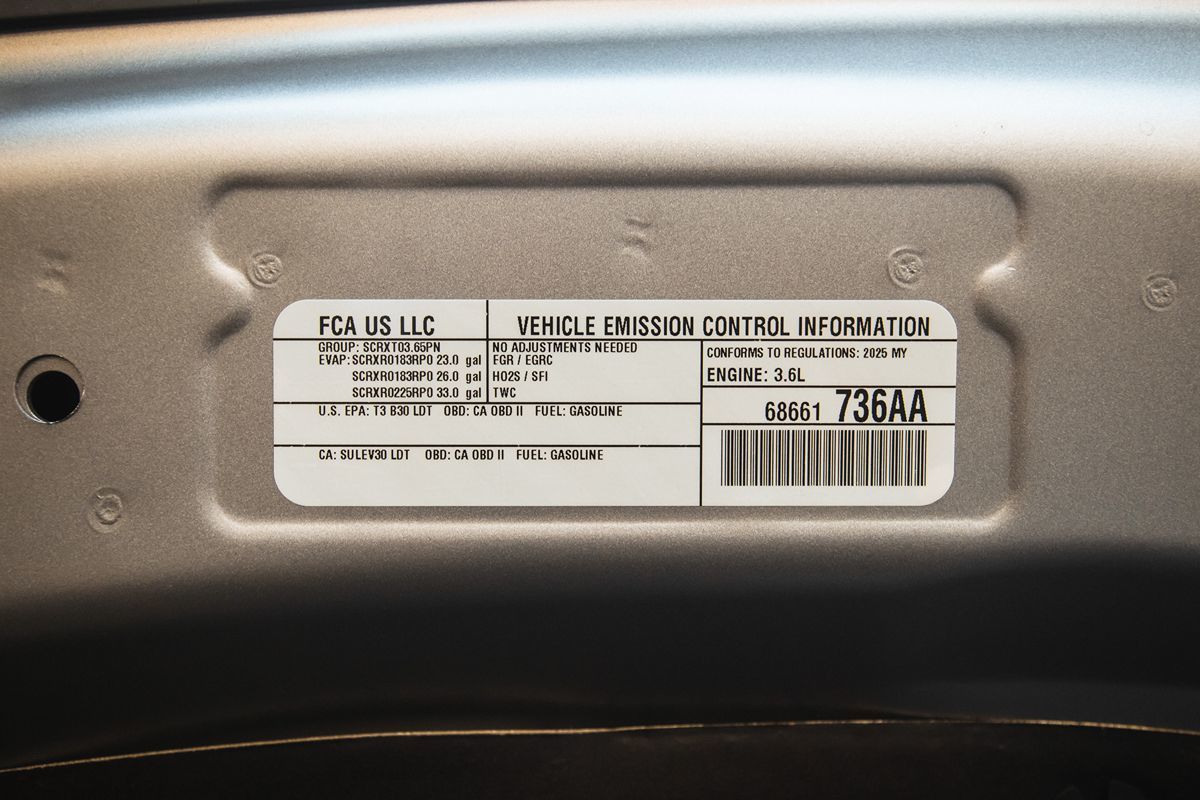 FCA US LLC
VEHICLE EMISSION CONTROL INFORMATION
GROUP: SCRXT03.65PN
EVAP: SCRXR0183RP0 23.0 gal
SCRXR0183RP0 26.0 gal
SCRXR0225RP0 33.0 gal
NO ADJUSTMENTS NEEDED
EGR / EGRC
HO2S / SFI
TWC
CONFORMS TO REGULATIONS: 2025 MY
ENGINE: 3.6L
68661 736AA
U.S. EPA: T3 B30 LDT OBD: CA OBD II FUEL: GASOLINE
CA: SULEV30 LDT OBD: CA OBD II FUEL: GASOLINE